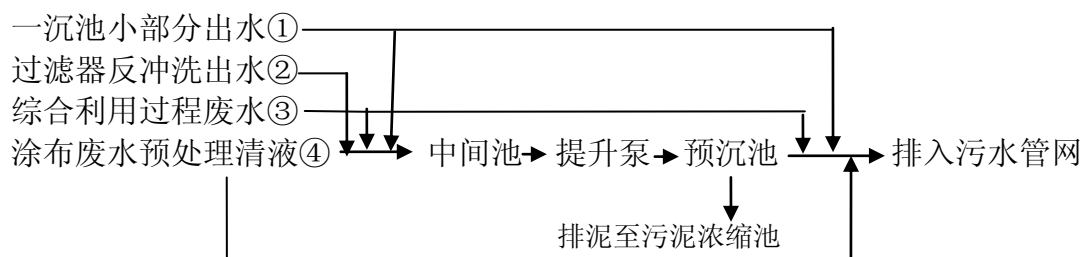 一沉池小部分出水①
过滤器反冲洗出水②
综合利用过程废水③
涂布废水预处理清液④ 中间池 提升泵 预沉池 排入污水管网
排泥至污泥浓缩池